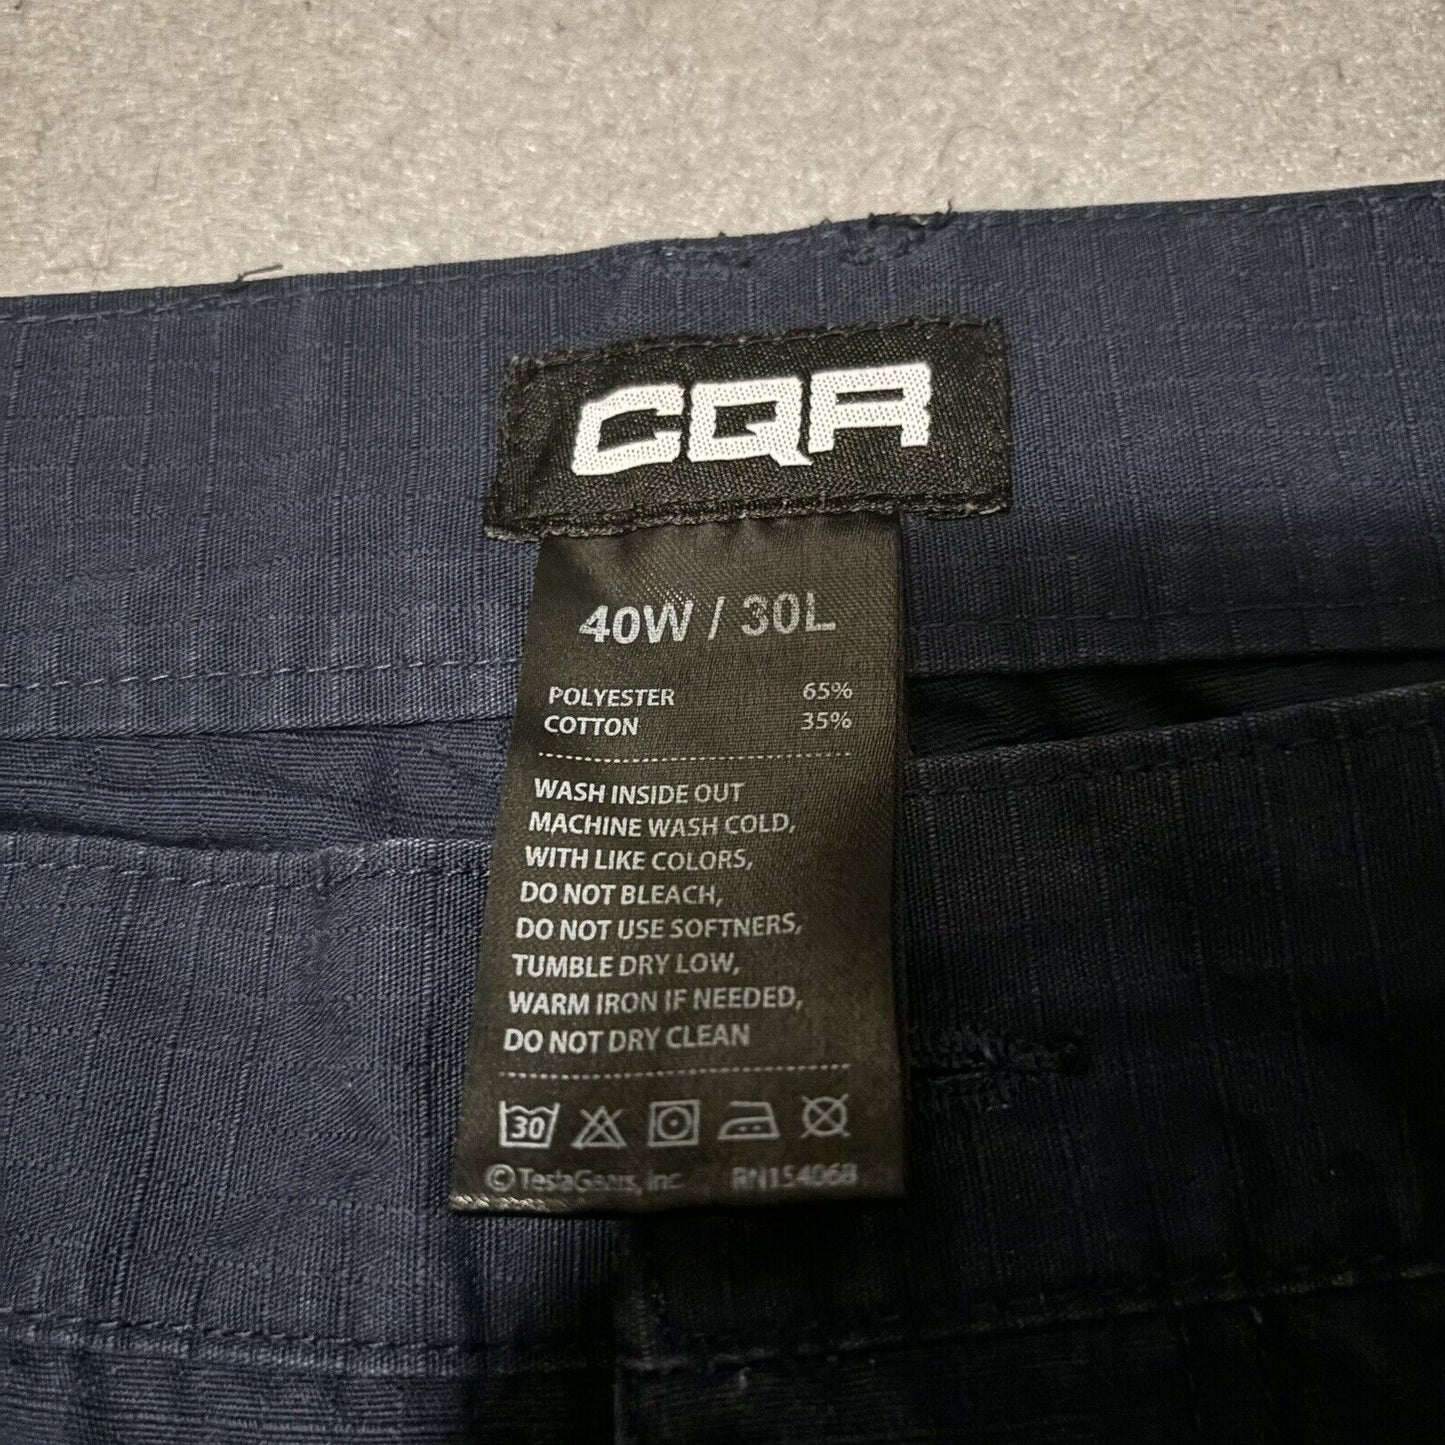 CQR
40W / 30L
POLYESTER 65%
COTTON 35%
WASH INSIDE OUT
MACHINE WASH COLD,
WITH LIKE COLORS,
DO NOT BLEACH,
DO NOT USE SOFTNERS,
TUMBLE DRY LOW,
WARM IRON IF NEEDED,
DO NOT DRY CLEAN
30
©TeslaGears, Inc. RN154068